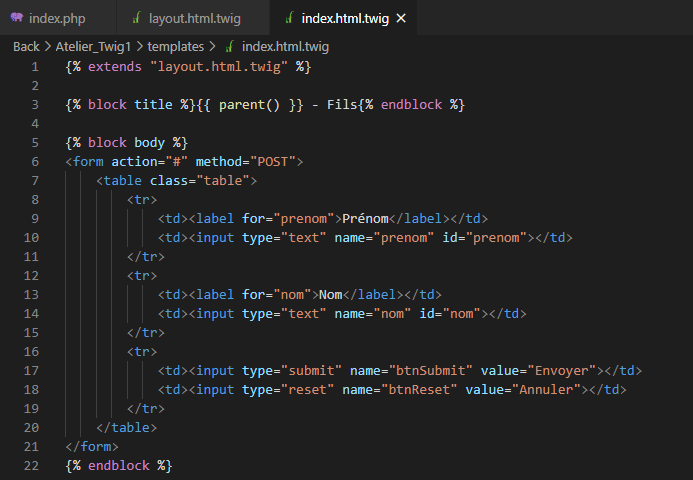 index.php layout.html.twig index.html.twig ×
Back > Atelier_Twig1 > templates > index.html.twig
1 {% extends "layout.html.twig" %}
2
3 {% block title %}{{ parent() }} - Fils{% endblock %}
4
5 {% block body %}
6 <form action="#" method="POST">
7 <table class="table">
8 <tr>
9 <td><label for="prenom">Prénom</label></td>
10 <td><input type="text" name="prenom" id="prenom"></td>
11 </tr>
12 <tr>
13 <td><label for="nom">Nom</label></td>
14 <td><input type="text" name="nom" id="nom"></td>
15 </tr>
16 <tr>
17 <td><input type="submit" name="btnSubmit" value="Envoyer"></td>
18 <td><input type="reset" name="btnReset" value="Annuler"></td>
19 </tr>
20 </table>
21 </form>
22 {% endblock %}